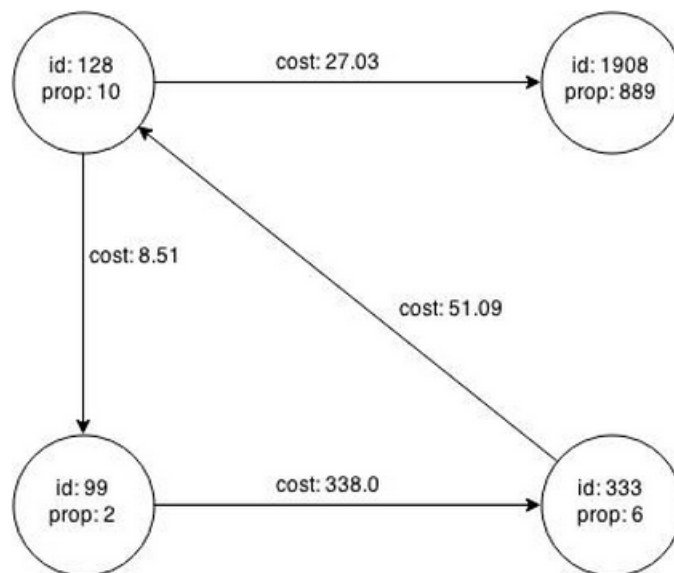 id: 128
prop: 10
cost: 27.03
id: 1908
prop: 889
cost: 8.51
cost: 51.09
id: 99
prop: 2
cost: 338.0
id: 333
prop: 6